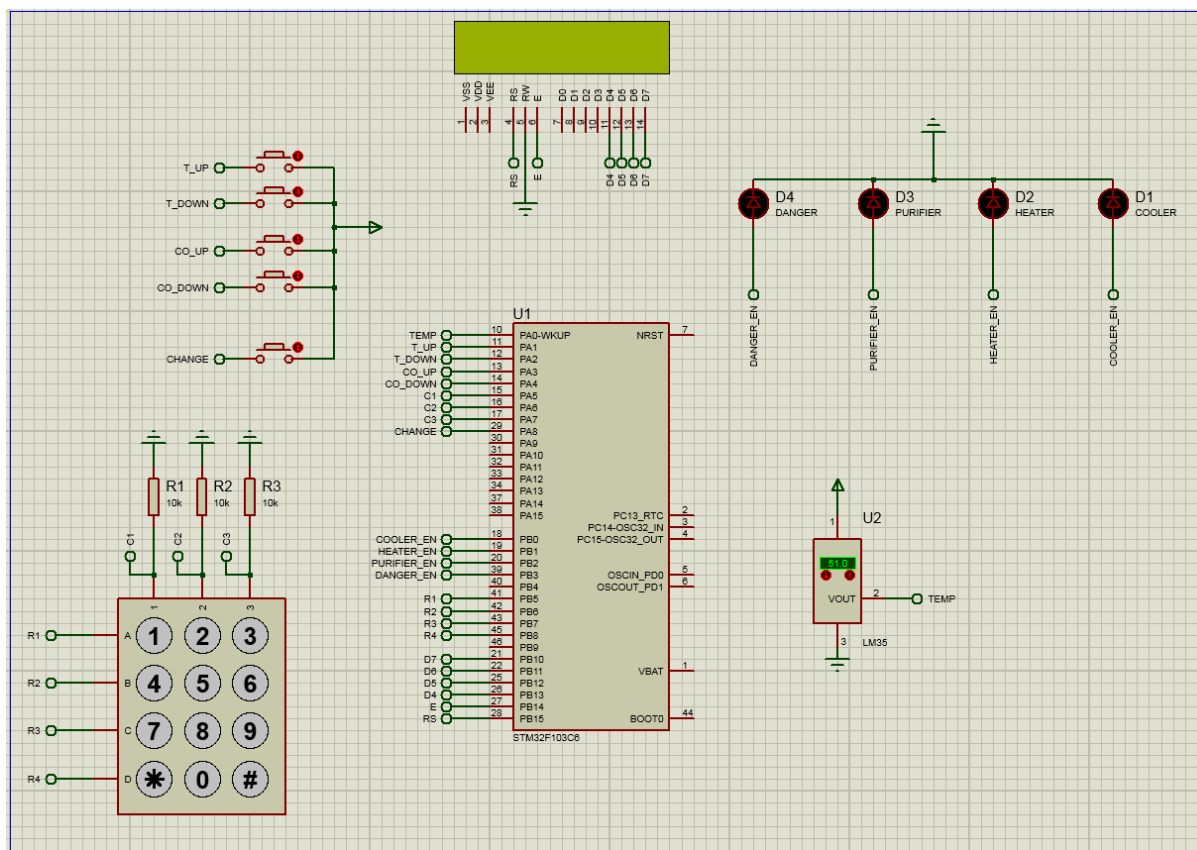 VSS VDD VEE RS RW E D0 D1 D2 D3 D4 D5 D6 D7
1 2 3 4 5 6 7 8 9 10 11 12 13 14
RS E D4 D5 D6 D7
T_UP
T_DOWN
CO_UP
CO_DOWN
CHANGE
D4
DANGER
D3
PURIFIER
D2
HEATER
D1
COOLER
DANGER_EN
PURIFIER_EN
HEATER_EN
COOLER_EN
U1
TEMP 10 PA0-WKUP NRST 7
T_UP 11 PA1
T_DOWN 12 PA2
CO_UP 13 PA3
CO_DOWN 14 PA4
C1 15 PA5
C2 16 PA6
C3 17 PA7
CHANGE 29 PA8
30 PA9
31 PA10
32 PA11
33 PA12
34 PA13
37 PA14
38 PA15
PC13_RTC 2
PC14-OSC32_IN 3
PC15-OSC32_OUT 4
COOLER_EN 18 PB0
HEATER_EN 19 PB1
PURIFIER_EN 20 PB2
DANGER_EN 39 PB3
40 PB4
OSCIN_PD0 5
OSCOUT_PD1 6
R1 41 PB5
R2 42 PB6
R3 43 PB7
R4 45 PB8
46 PB9
D7 21 PB10
D6 22 PB11
D5 25 PB12
D4 26 PB13
E 27 PB14
RS 28 PB15
VBAT 1
BOOT0 44
STM32F103C6
R1
10k
R2
10k
R3
10k
C1
C2
C3
1 2 3
R1 A 1 2 3
R2 B 4 5 6
R3 C 7 8 9
R4 D * 0 #
U2
1
51.0
VOUT 2 TEMP
3
LM35